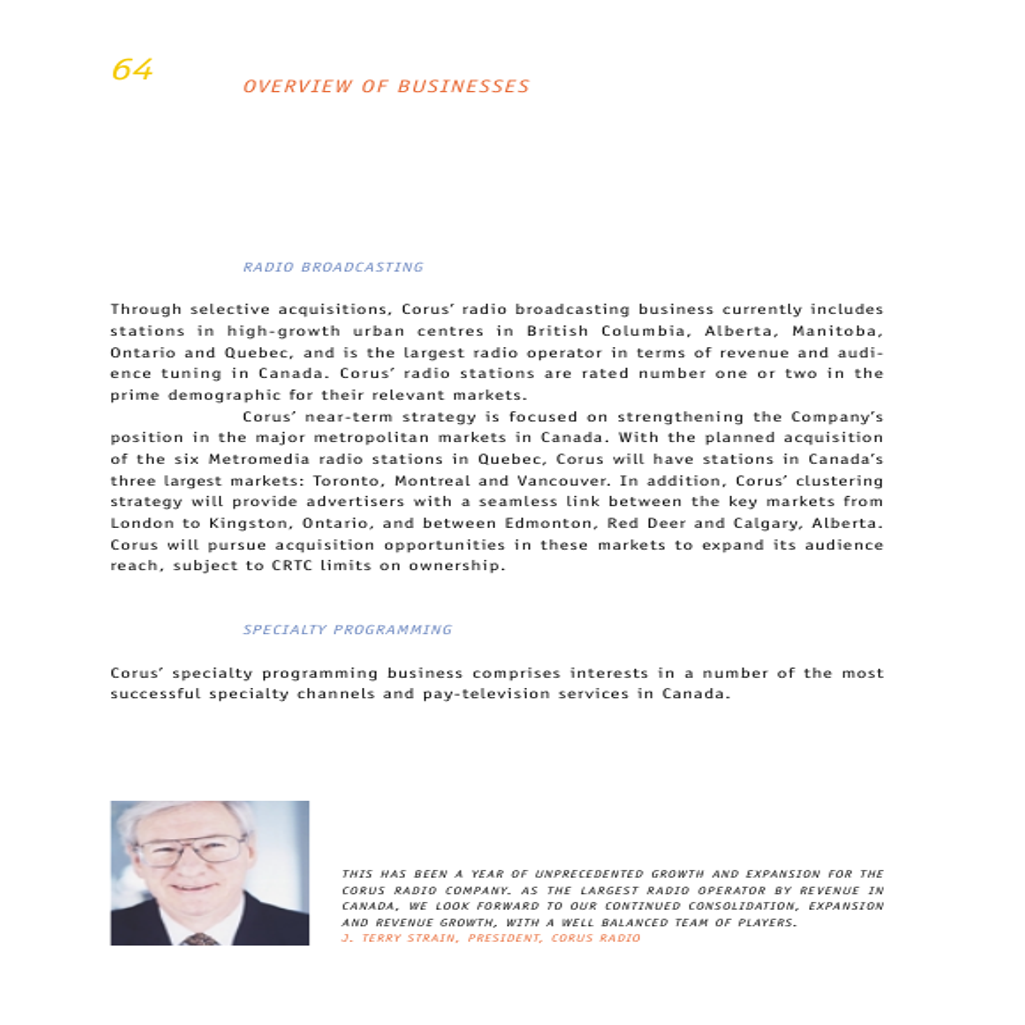 64
OVERVIEW OF BUSINESSES
RADIO BROADCASTING
Through selective acquisitions, Corus’ radio broadcasting business currently includes
stations in high-growth urban centres in British Columbia, Alberta, Manitoba,
Ontario and Quebec, and is the largest radio operator in terms of revenue and audi-
ence tuning in Canada. Corus’ radio stations are rated number one or two in the
prime demographic for their relevant markets.
Corus’ near-term strategy is focused on strengthening the Company’s
position in the major metropolitan markets in Canada. With the planned acquisition
of the six Metromedia radio stations in Quebec, Corus will have stations in Canada’s
three largest markets: Toronto, Montreal and Vancouver. In addition, Corus’ clustering
strategy will provide advertisers with a seamless link between the key markets from
London to Kingston, Ontario, and between Edmonton, Red Deer and Calgary, Alberta.
Corus will pursue acquisition opportunities in these markets to expand its audience
reach, subject to CRTC limits on ownership.
SPECIALTY PROGRAMMING
Corus’ specialty programming business comprises interests in a number of the most
successful specialty channels and pay-television services in Canada.
THIS HAS BEEN A YEAR OF UNPRECEDENTED GROWTH AND EXPANSION FOR THE
CORUS RADIO COMPANY. AS THE LARGEST RADIO OPERATOR BY REVENUE IN
CANADA, WE LOOK FORWARD TO OUR CONTINUED CONSOLIDATION, EXPANSION
AND REVENUE GROWTH, WITH A WELL BALANCED TEAM OF PLAYERS.
J. TERRY STRAIN, PRESIDENT, CORUS RADIO